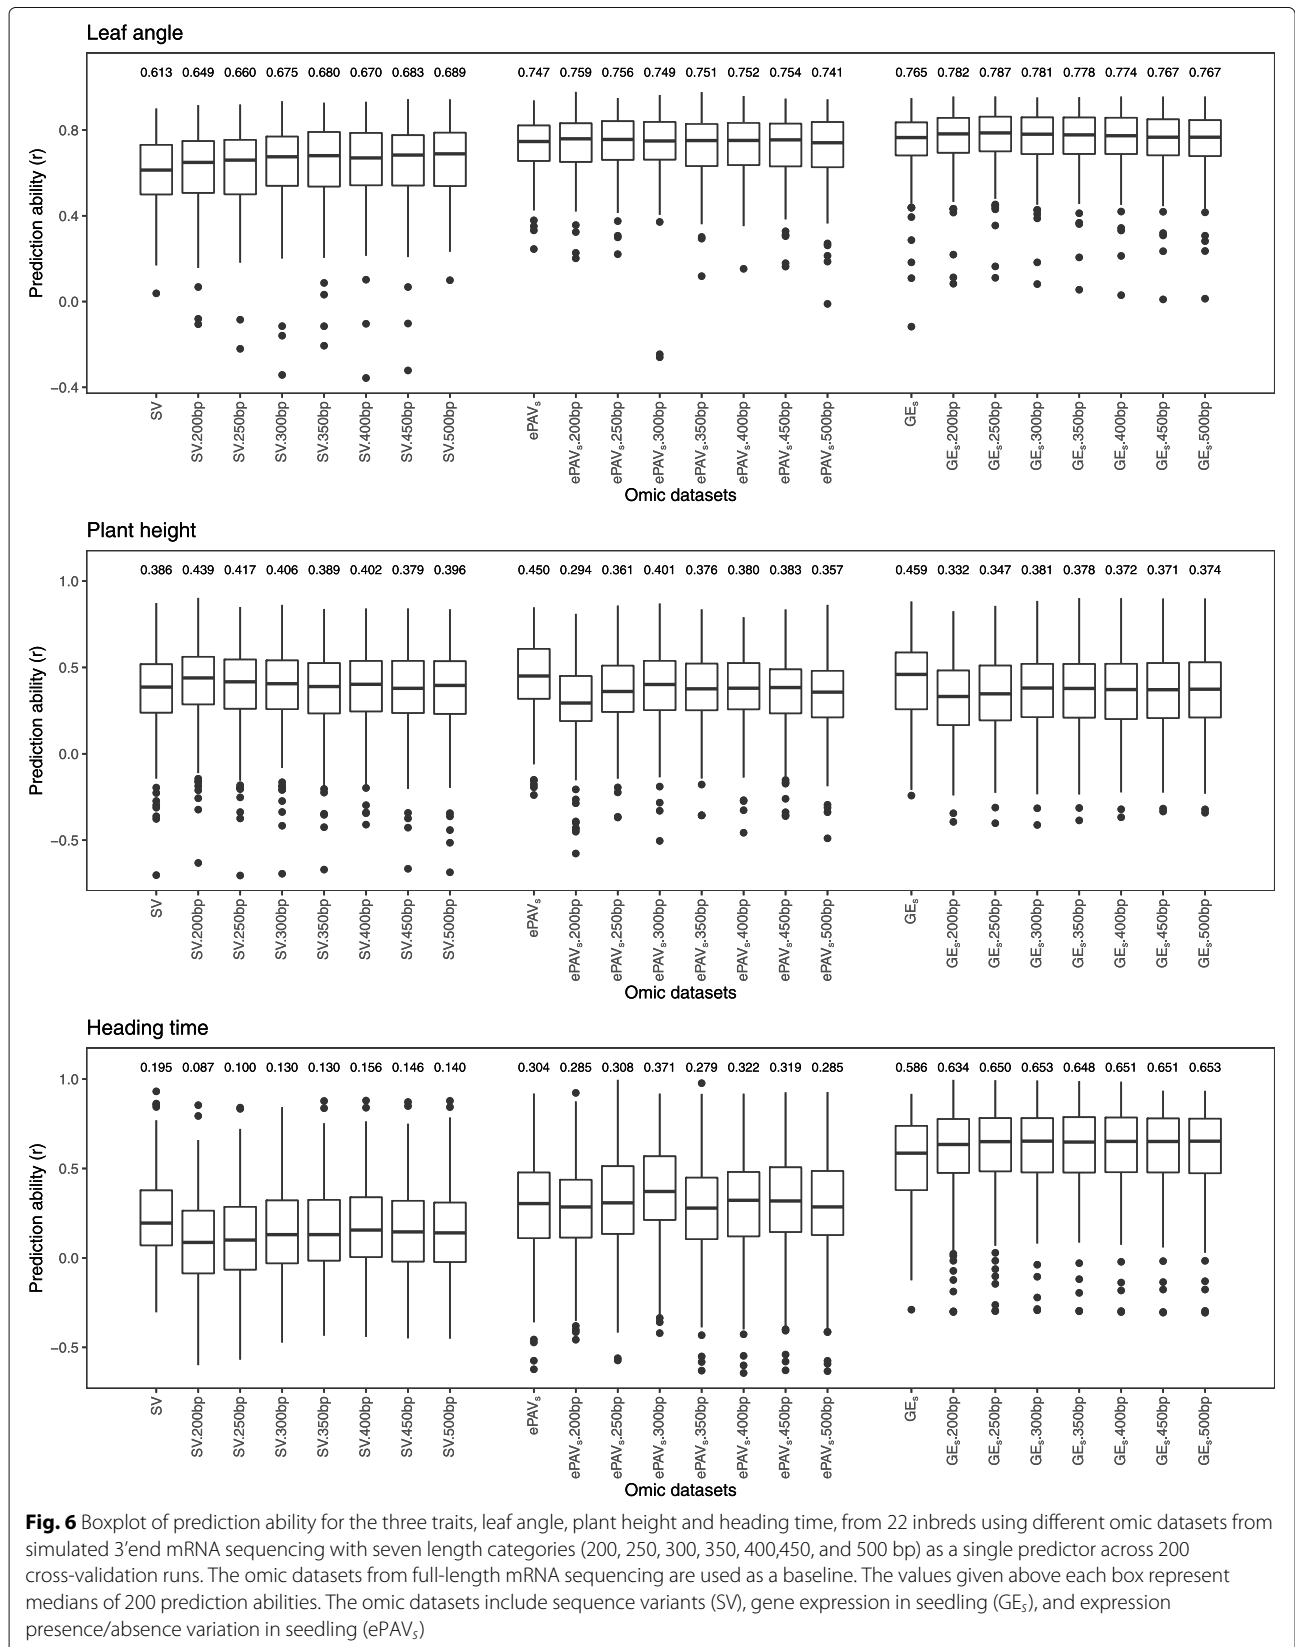 Leaf angle
0.613 0.649 0.660 0.675 0.680 0.670 0.683 0.689 0.747 0.759 0.756 0.749 0.751 0.752 0.754 0.741 0.765 0.782 0.787 0.781 0.778 0.774 0.767 0.767
Prediction ability (r)
0.8
0.4
0.0
−0.4
SV SV.200bp SV.250bp SV.300bp SV.350bp SV.400bp SV.450bp SV.500bp ePAVs ePAVs.200bp ePAVs.250bp ePAVs.300bp ePAVs.350bp ePAVs.400bp ePAVs.450bp ePAVs.500bp GEs GEs.200bp GEs.250bp GEs.300bp GEs.350bp GEs.400bp GEs.450bp GEs.500bp
Omic datasets
Plant height
0.386 0.439 0.417 0.406 0.389 0.402 0.379 0.396 0.450 0.294 0.361 0.401 0.376 0.380 0.383 0.357 0.459 0.332 0.347 0.381 0.378 0.372 0.371 0.374
Prediction ability (r)
1.0
0.5
0.0
−0.5
SV SV.200bp SV.250bp SV.300bp SV.350bp SV.400bp SV.450bp SV.500bp ePAVs ePAVs.200bp ePAVs.250bp ePAVs.300bp ePAVs.350bp ePAVs.400bp ePAVs.450bp ePAVs.500bp GEs GEs.200bp GEs.250bp GEs.300bp GEs.350bp GEs.400bp GEs.450bp GEs.500bp
Omic datasets
Heading time
0.195 0.087 0.100 0.130 0.130 0.156 0.146 0.140 0.304 0.285 0.308 0.371 0.279 0.322 0.319 0.285 0.586 0.634 0.650 0.653 0.648 0.651 0.651 0.653
Prediction ability (r)
1.0
0.5
0.0
−0.5
SV SV.200bp SV.250bp SV.300bp SV.350bp SV.400bp SV.450bp SV.500bp ePAVs ePAVs.200bp ePAVs.250bp ePAVs.300bp ePAVs.350bp ePAVs.400bp ePAVs.450bp ePAVs.500bp GEs GEs.200bp GEs.250bp GEs.300bp GEs.350bp GEs.400bp GEs.450bp GEs.500bp
Omic datasets
Fig. 6 Boxplot of prediction ability for the three traits, leaf angle, plant height and heading time, from 22 inbreds using different omic datasets from
simulated 3'end mRNA sequencing with seven length categories (200, 250, 300, 350, 400,450, and 500 bp) as a single predictor across 200
cross-validation runs. The omic datasets from full-length mRNA sequencing are used as a baseline. The values given above each box represent
medians of 200 prediction abilities. The omic datasets include sequence variants (SV), gene expression in seedling (GEs), and expression
presence/absence variation in seedling (ePAVs)